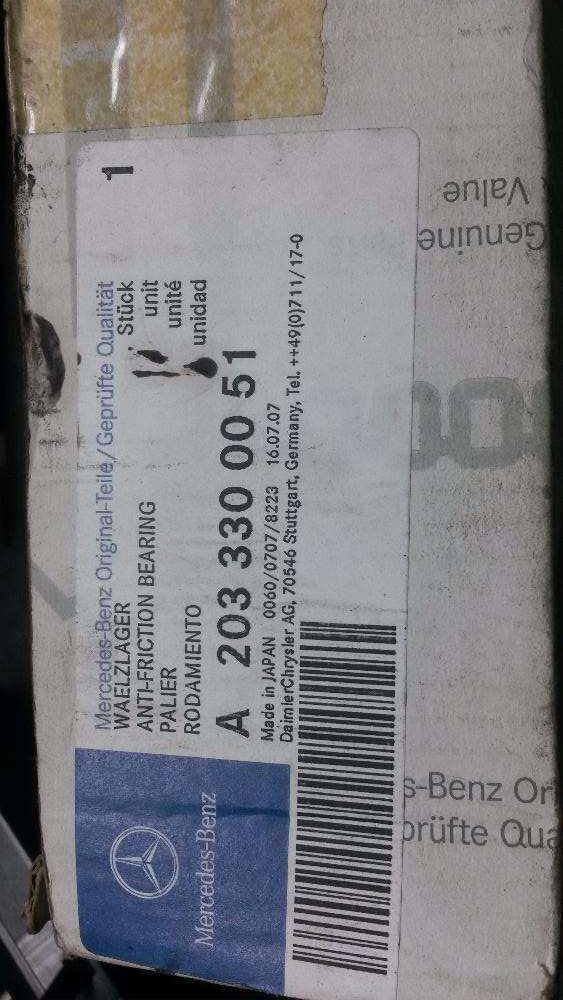 Mercedes-Benz Original-Teile/Geprüfte Qualität
WAELZLAGER Stück 1
ANTI-FRICTION BEARING unit
PALIER unité
RODAMIENTO unidad
A 203 330 00 51
Made in JAPAN 0060/0707/8223 16.07.07
DaimlerChrysler AG, 70546 Stuttgart, Germany, Tel. ++49(0)711/17-0
Mercedes-Benz
Genuine
Value
s-Benz Or
prüfte Qua